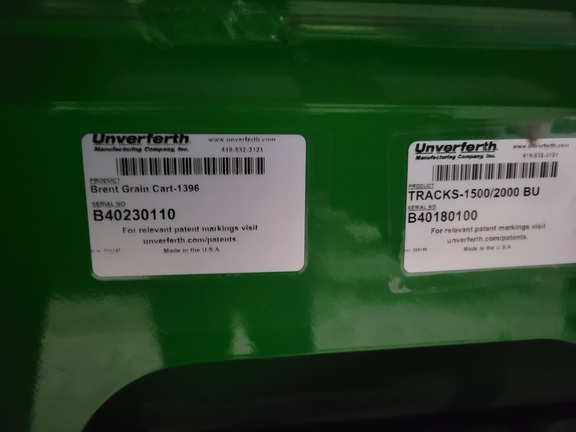 Unverferth www.unverferth.com
Manufacturing Company, Inc. 419-532-3121
PRODUCT
Brent Grain Cart-1396
SERIAL NO
B40230110
For relevant patent markings visit
unverferth.com/patents.
Made in the U.S.A.
Unverferth www.unverferth.com
Manufacturing Company, Inc. 419-532-3121
PRODUCT
TRACKS-1500/2000 BU
SERIAL NO
B40180100
For relevant patent markings visit
unverferth.com/patents.
Made in the U.S.A.